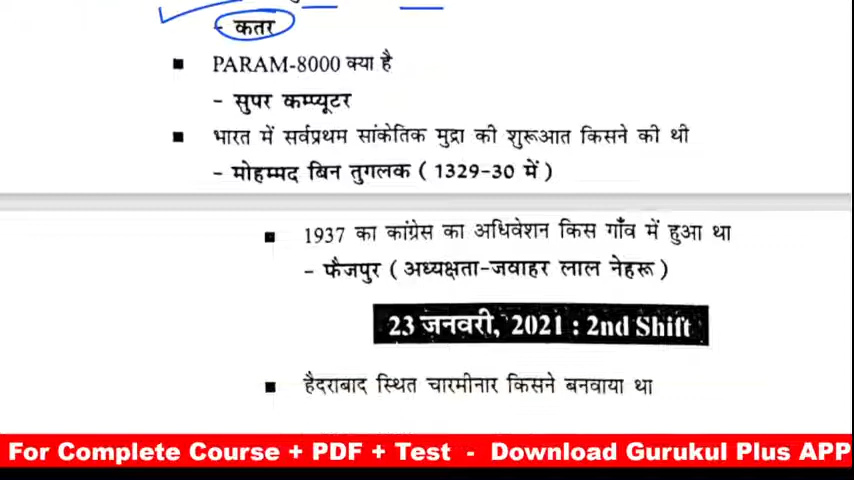 - कतर
■ PARAM-8000 क्या है
- सुपर कम्प्यूटर
■ भारत में सर्वप्रथम सांकेतिक मुद्रा की शुरूआत किसने की थी
- मोहम्मद बिन तुगलक ( 1329-30 में )
■ 1937 का कांग्रेस का अधिवेशन किस गाँव में हुआ था
- फैजपुर ( अध्यक्षता-जवाहर लाल नेहरू )
23 जनवरी, 2021 : 2nd Shift
■ हैदराबाद स्थित चारमीनार किसने बनवाया था
For Complete Course + PDF + Test - Download Gurukul Plus APP